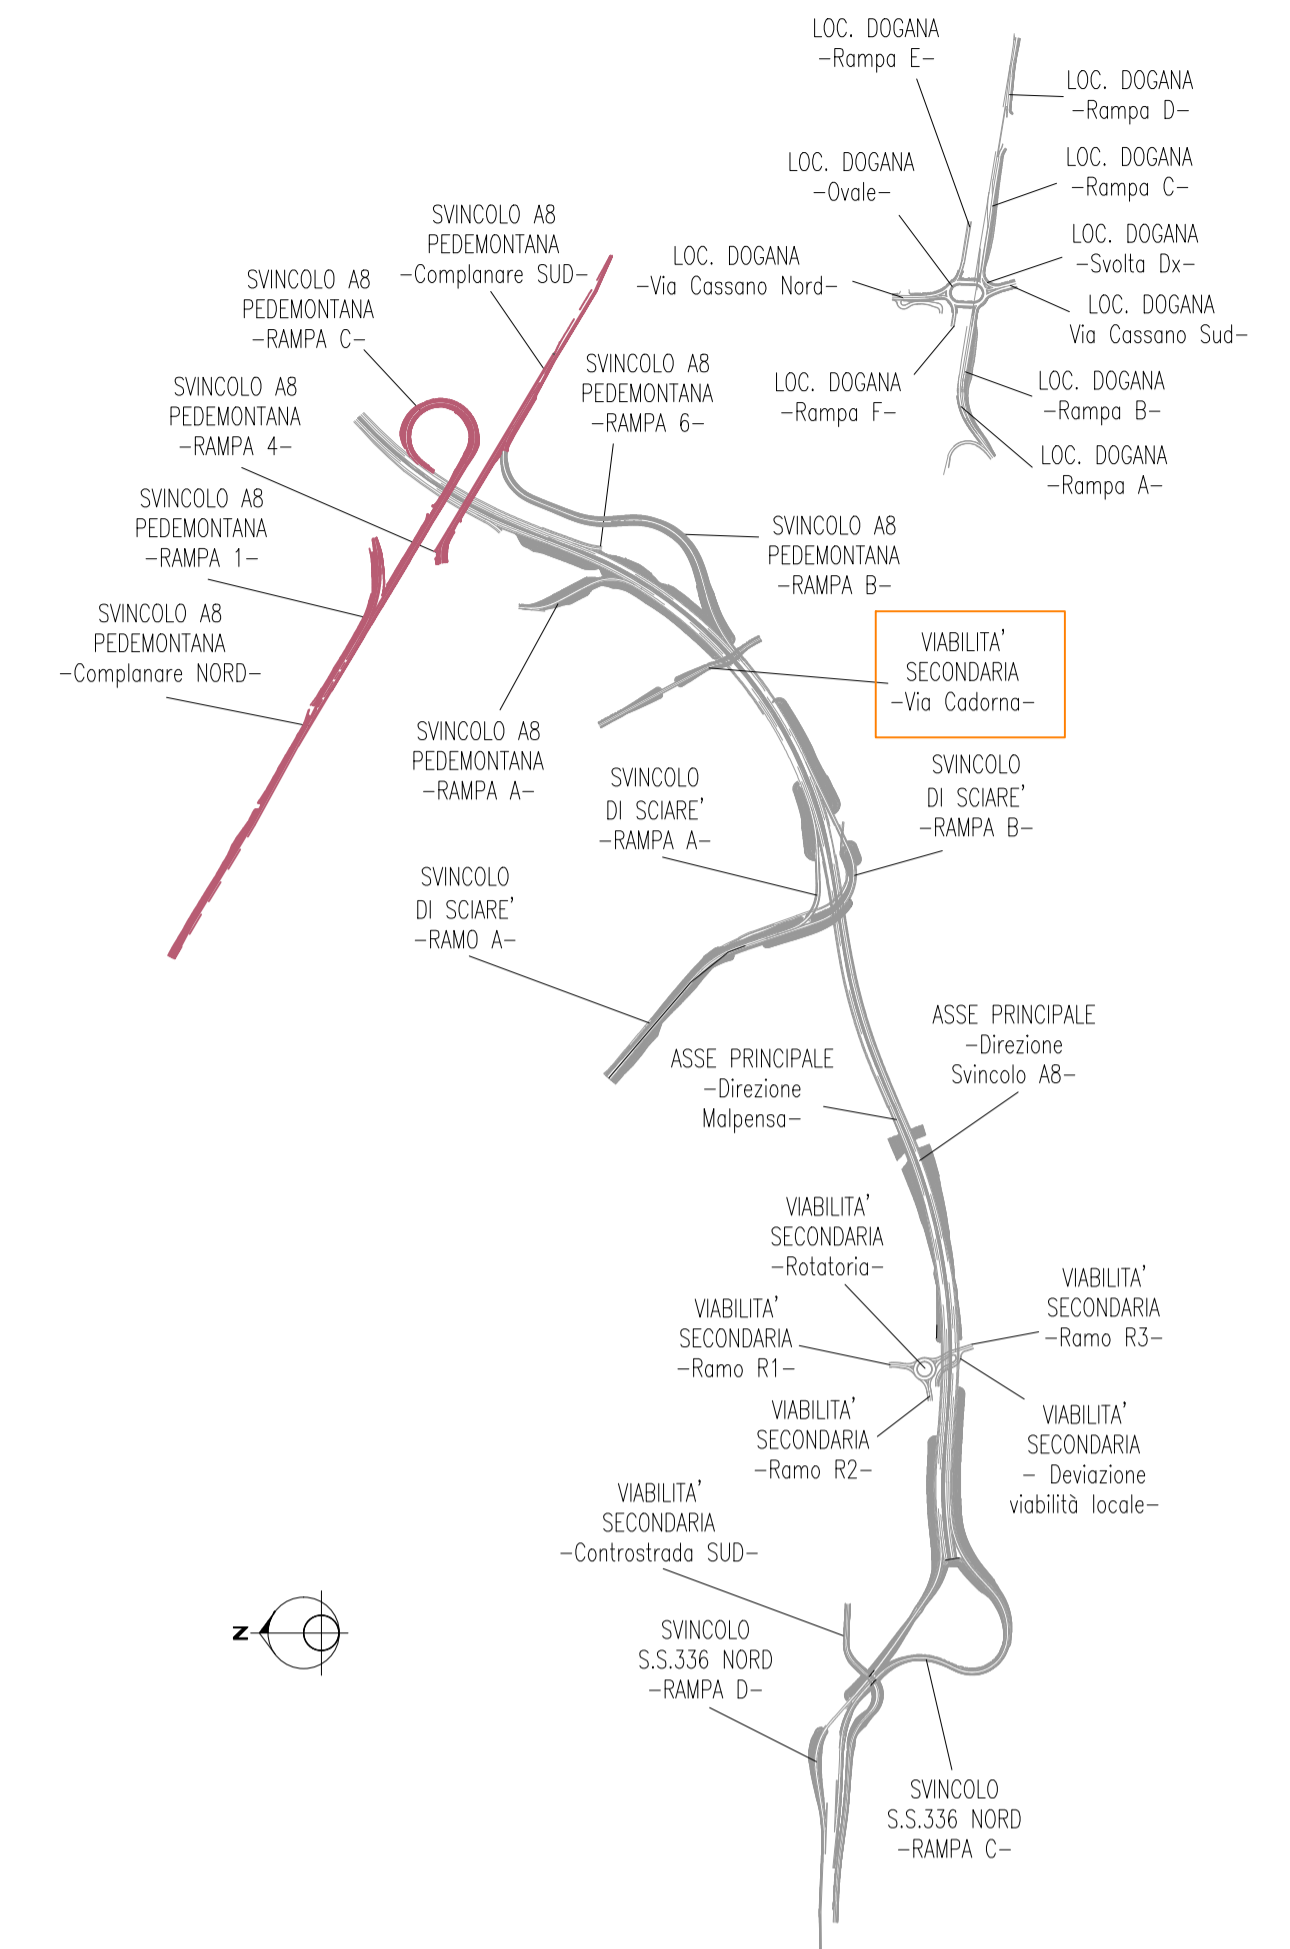 LOC. DOGANA
-Rampa E-
LOC. DOGANA
-Rampa D-
LOC. DOGANA
-Ovale-
LOC. DOGANA
-Rampa C-
SVINCOLO A8
PEDEMONTANA
-Complanare SUD-
LOC. DOGANA
-Via Cassano Nord-
LOC. DOGANA
-Svolta Dx-
SVINCOLO A8
PEDEMONTANA
-RAMPA C-
LOC. DOGANA
Via Cassano Sud-
SVINCOLO A8
PEDEMONTANA
-RAMPA 4-
SVINCOLO A8
PEDEMONTANA
-RAMPA 6-
LOC. DOGANA
-Rampa F-
LOC. DOGANA
-Rampa B-
LOC. DOGANA
-Rampa A-
SVINCOLO A8
PEDEMONTANA
-RAMPA 1-
SVINCOLO A8
PEDEMONTANA
-RAMPA B-
SVINCOLO A8
PEDEMONTANA
-Complanare NORD-
VIABILITA'
SECONDARIA
-Via Cadorna-
SVINCOLO A8
PEDEMONTANA
-RAMPA A-
SVINCOLO
DI SCIARE'
-RAMPA A-
SVINCOLO
DI SCIARE'
-RAMPA B-
SVINCOLO
DI SCIARE'
-RAMO A-
ASSE PRINCIPALE
-Direzione
Svincolo A8-
ASSE PRINCIPALE
-Direzione
Malpensa-
VIABILITA'
SECONDARIA
-Rotatoria-
VIABILITA'
SECONDARIA
-Ramo R3-
VIABILITA'
SECONDARIA
-Ramo R1-
VIABILITA'
SECONDARIA
-Ramo R2-
VIABILITA'
SECONDARIA
- Deviazione
viabilità locale-
VIABILITA'
SECONDARIA
-Controstrada SUD-
N
SVINCOLO
S.S.336 NORD
-RAMPA D-
SVINCOLO
S.S.336 NORD
-RAMPA C-